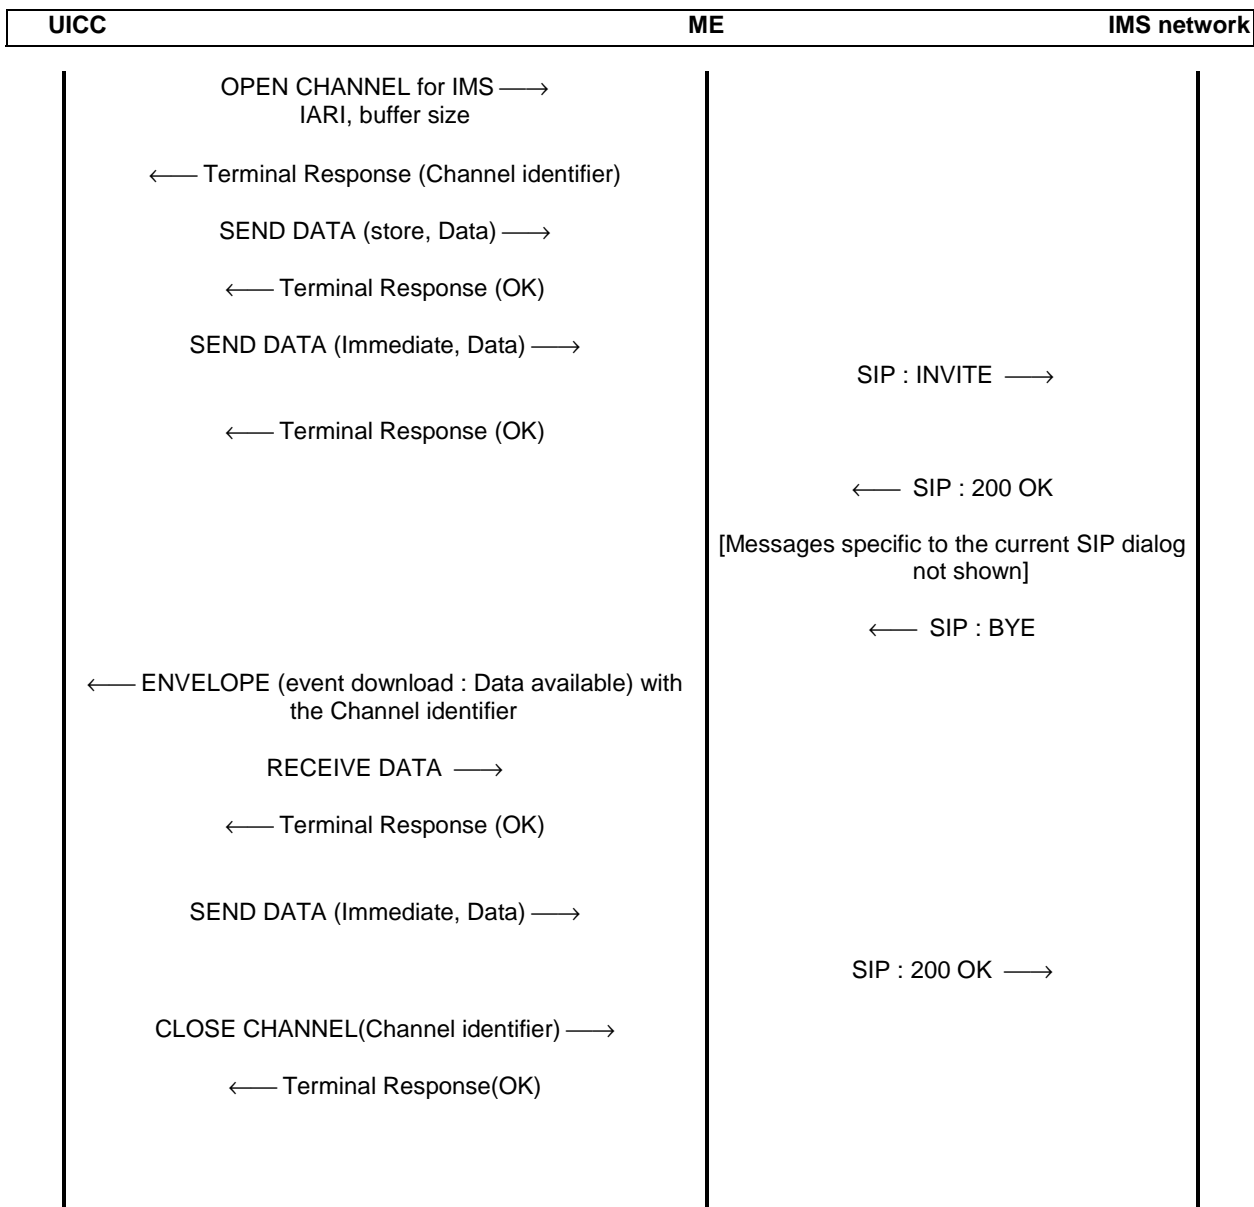 UICC ME IMS network
OPEN CHANNEL for IMS ⟶
IARI, buffer size
⟵ Terminal Response (Channel identifier)
SEND DATA (store, Data) ⟶
⟵ Terminal Response (OK)
SEND DATA (Immediate, Data) ⟶
SIP : INVITE ⟶
⟵ Terminal Response (OK)
⟵ SIP : 200 OK
[Messages specific to the current SIP dialog
not shown]
⟵ SIP : BYE
⟵ ENVELOPE (event download : Data available) with
the Channel identifier
RECEIVE DATA ⟶
⟵ Terminal Response (OK)
SEND DATA (Immediate, Data) ⟶
SIP : 200 OK ⟶
CLOSE CHANNEL(Channel identifier) ⟶
⟵ Terminal Response(OK)